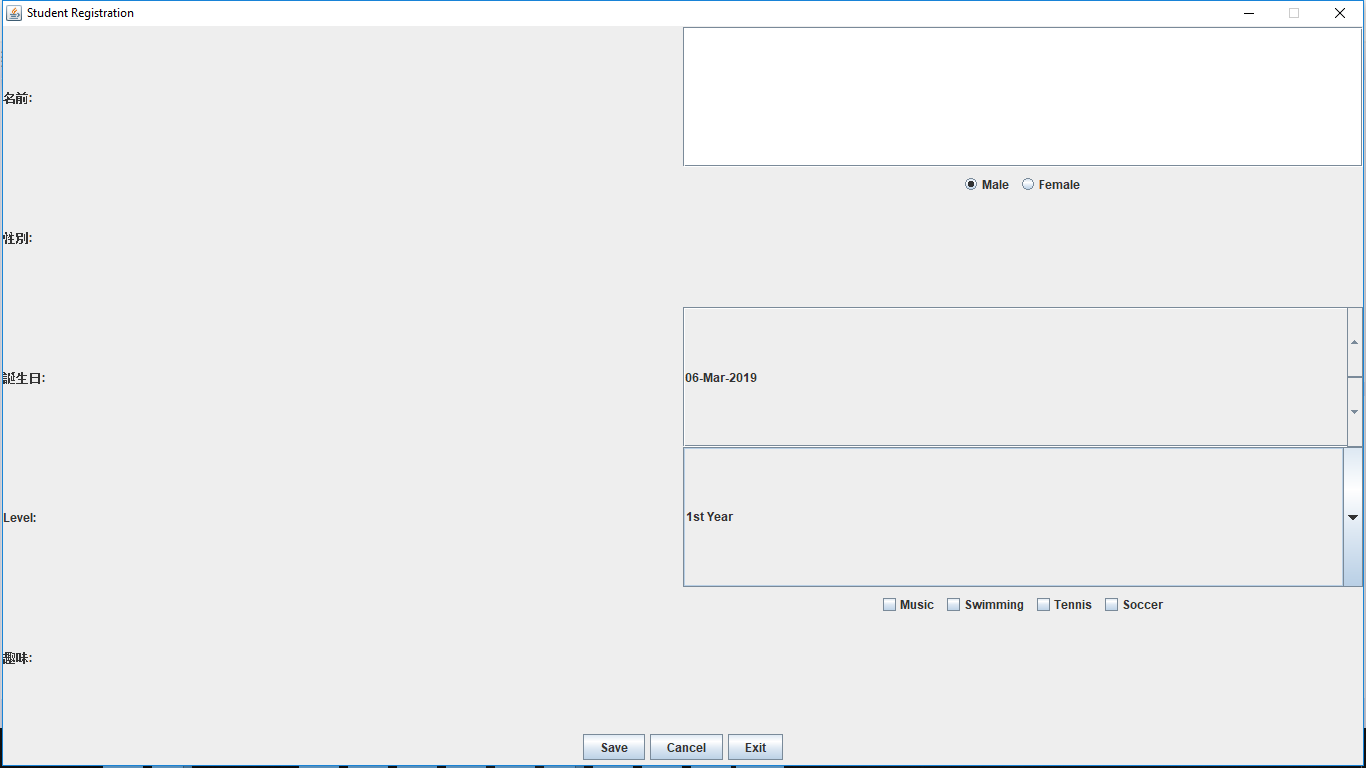 Student Registration
名前:
Male Female
性別:
誕生日: 06-Mar-2019
Level: 1st Year
Music Swimming Tennis Soccer
趣味:
Save Cancel Exit